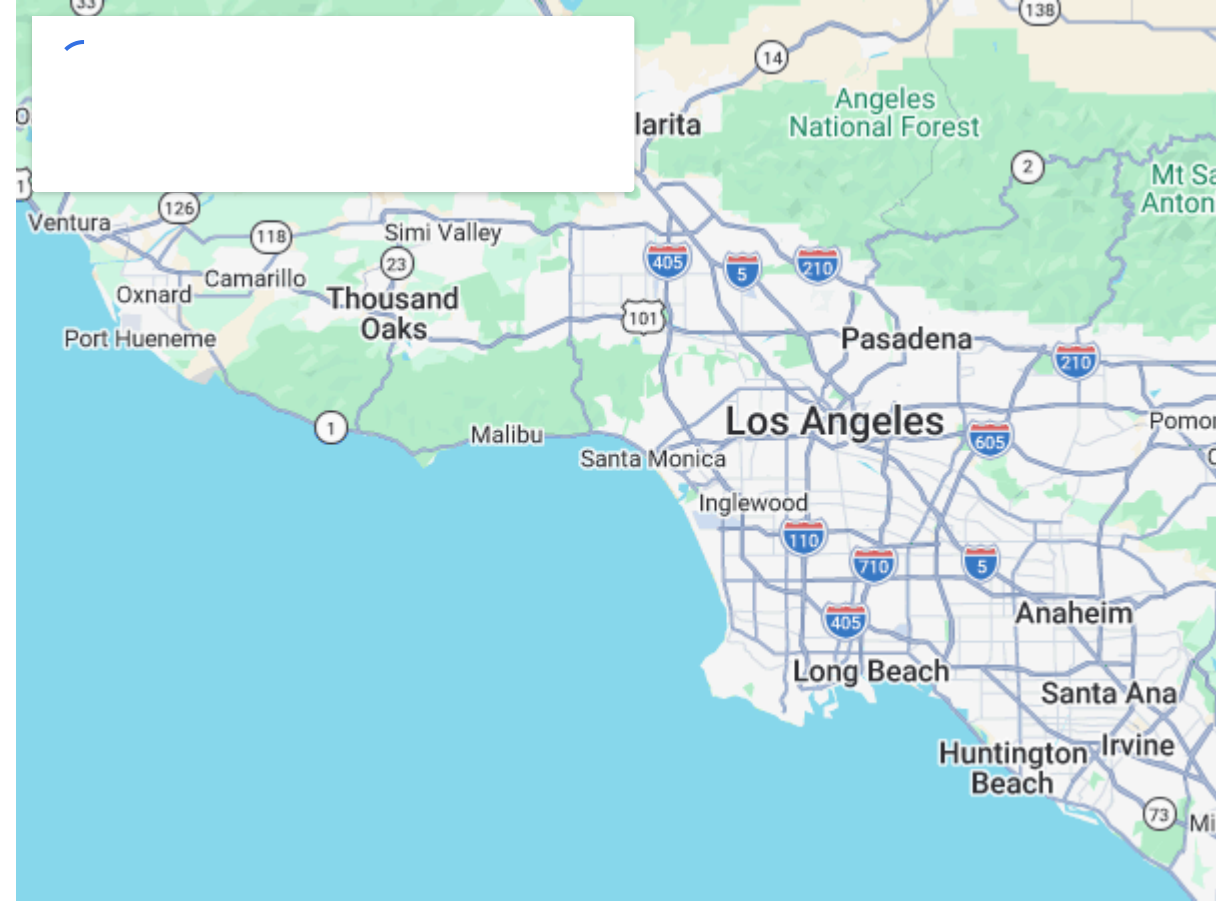 33
138
14
Angeles
National Forest
larita
2
Mt Sa
Anton
1
126
Ventura
118
Simi Valley
23
405
5
210
Camarillo
Oxnard
Thousand
Oaks
101
Port Hueneme
Pasadena
210
1
Malibu
Los Angeles
605
Pomor
Santa Monica
Inglewood
110
710
5
405
Anaheim
Long Beach
Santa Ana
Huntington
Beach
Irvine
73
Mi